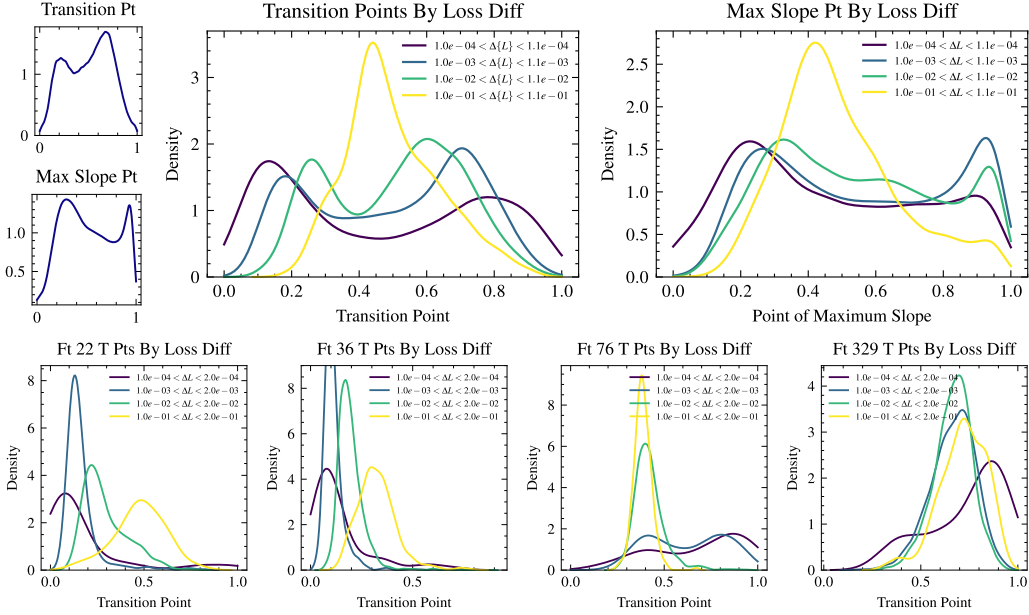 Transition Pt
1
0
0
1
Max Slope Pt
1.0
0.5
0
1
Transition Points By Loss Diff
1.0e−04 < Δ{L} < 1.1e−04
1.0e−03 < Δ{L} < 1.1e−03
1.0e−02 < Δ{L} < 1.1e−02
1.0e−01 < Δ{L} < 1.1e−01
Density
3
2
1
0
0.0 0.2 0.4 0.6 0.8 1.0
Transition Point
Max Slope Pt By Loss Diff
1.0e−04 < ΔL < 1.1e−04
1.0e−03 < ΔL < 1.1e−03
1.0e−02 < ΔL < 1.1e−02
1.0e−01 < ΔL < 1.1e−01
Density
2.5
2.0
1.5
1.0
0.5
0.0
0.0 0.2 0.4 0.6 0.8 1.0
Point of Maximum Slope
Ft 22 T Pts By Loss Diff
1.0e−04 < ΔL < 2.0e−04
1.0e−03 < ΔL < 2.0e−03
1.0e−02 < ΔL < 2.0e−02
1.0e−01 < ΔL < 2.0e−01
Density
8
6
4
2
0
0.0 0.5 1.0
Transition Point
Ft 36 T Pts By Loss Diff
1.0e−04 < ΔL < 2.0e−04
1.0e−03 < ΔL < 2.0e−03
1.0e−02 < ΔL < 2.0e−02
1.0e−01 < ΔL < 2.0e−01
Density
8
6
4
2
0
0.0 0.5
Transition Point
Ft 76 T Pts By Loss Diff
1.0e−04 < ΔL < 2.0e−04
1.0e−03 < ΔL < 2.0e−03
1.0e−02 < ΔL < 2.0e−02
1.0e−01 < ΔL < 2.0e−01
Density
8
6
4
2
0
0.0 0.5 1.0
Transition Point
Ft 329 T Pts By Loss Diff
1.0e−04 < ΔL < 2.0e−04
1.0e−03 < ΔL < 2.0e−03
1.0e−02 < ΔL < 2.0e−02
1.0e−01 < ΔL < 2.0e−01
Density
4
3
2
1
0
0.0 0.5 1.0
Transition Point